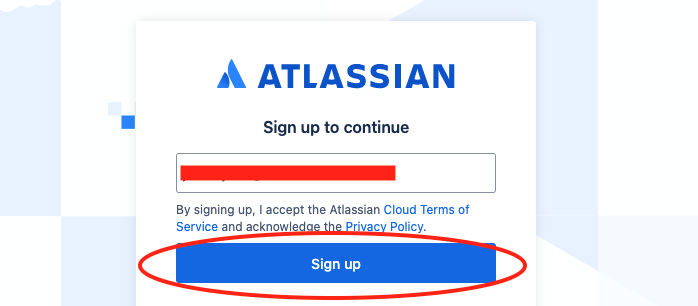 ATLASSIAN
Sign up to continue
By signing up, I accept the Atlassian Cloud Terms of
Service and acknowledge the Privacy Policy.
Sign up